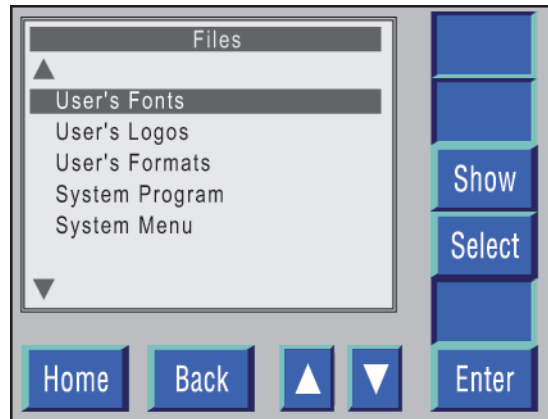 Files
User's Fonts
User's Logos
User's Formats
System Program
System Menu
Show
Select
Home
Back
Enter